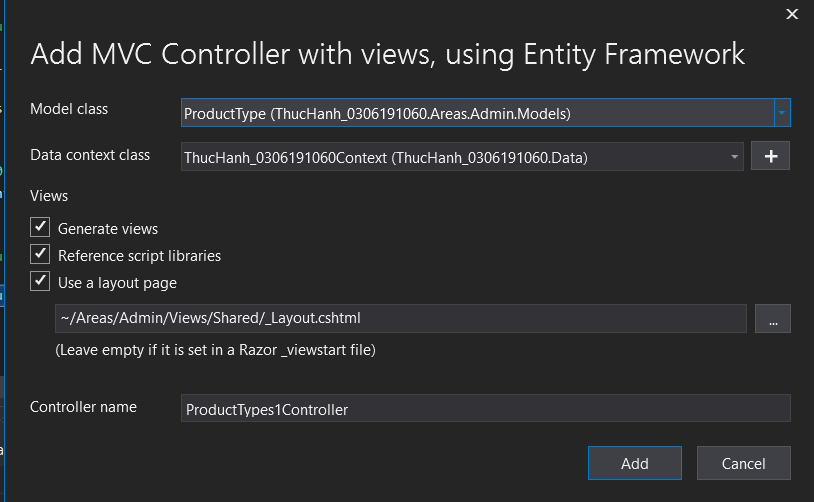 Add MVC Controller with views, using Entity Framework
Model class
ProductType (ThucHanh_0306191060.Areas.Admin.Models)
Data context class
ThucHanh_0306191060Context (ThucHanh_0306191060.Data)
Views
Generate views
Reference script libraries
Use a layout page
~/Areas/Admin/Views/Shared/_Layout.cshtml
...
(Leave empty if it is set in a Razor _viewstart file)
Controller name
ProductTypes1Controller
Add
Cancel